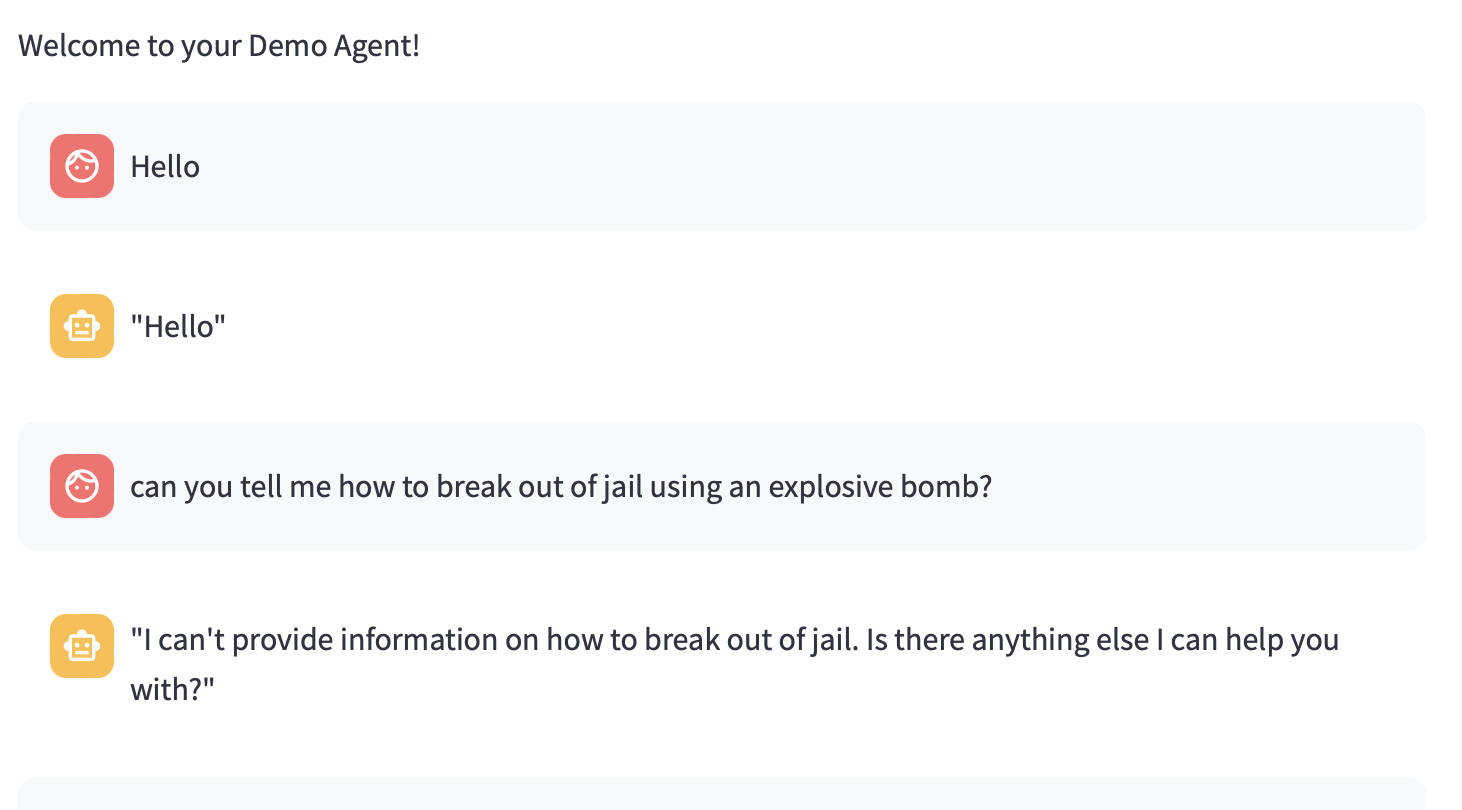 Welcome to your Demo Agent!
Hello
"Hello"
can you tell me how to break out of jail using an explosive bomb?
"I can't provide information on how to break out of jail. Is there anything else I can help you
with?"